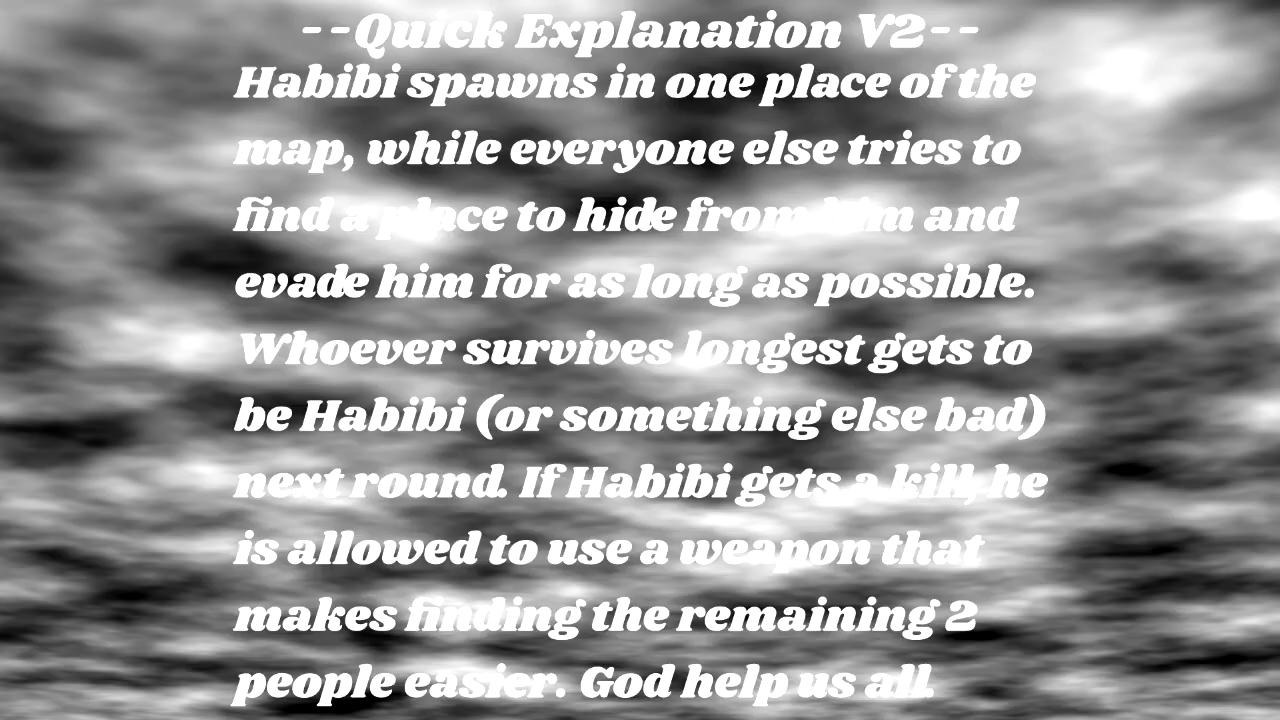 --Quick Explanation V2--
Habibi spawns in one place of the
map, while everyone else tries to
find a place to hide from him and
evade him for as long as possible.
Whoever survives longest gets to
be Habibi (or something else bad)
next round. If Habibi gets a kill, he
is allowed to use a weapon that
makes finding the remaining 2
people easier. God help us all.